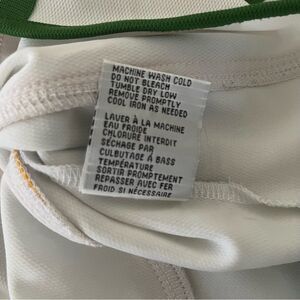 MACHINE WASH COLD
DO NOT BLEACH
TUMBLE DRY LOW
REMOVE PROMPTLY
COOL IRON AS NEEDED
LAVER À LA MACHINE
EAU FROIDE
CHLORURE INTERDIT
SÉCHAGE PAR
CULBUTAGE À BASS
TEMPÉRATURE
SORTIR PROMPTEMENT
REPASSER AVEC FER
FROID SI NÉCESSAIRE